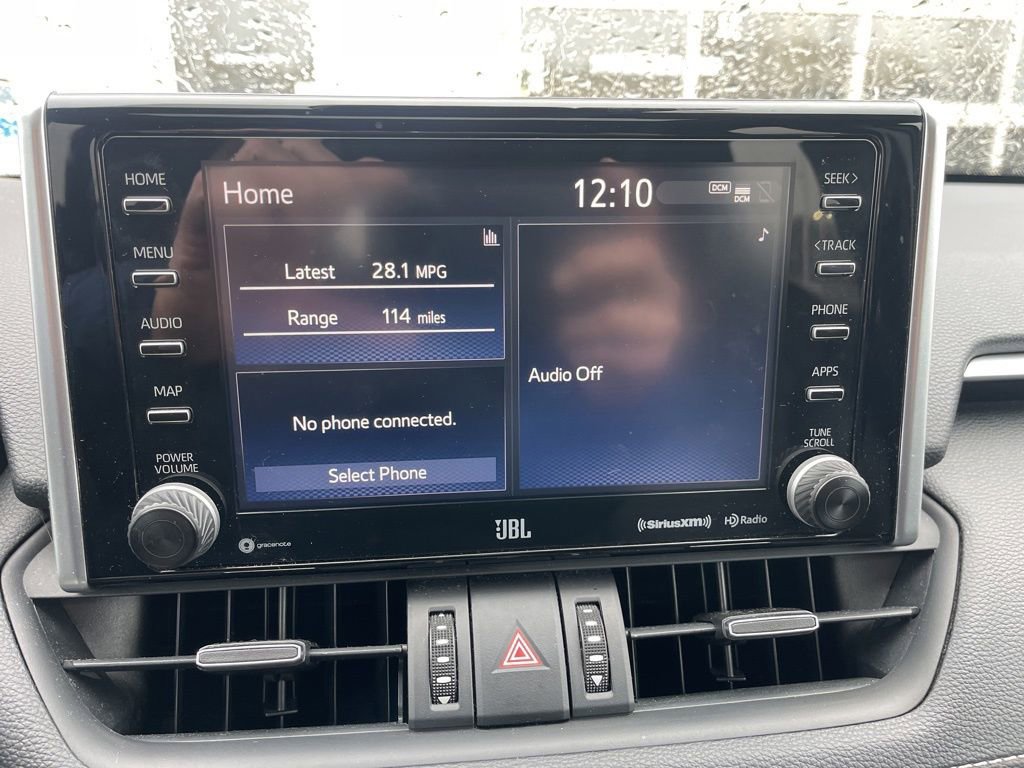 HOME
MENU
AUDIO
MAP
POWER
VOLUME
Home
12:10
DCM
DCM
Latest 28.1 MPG
Range 114 miles
No phone connected.
Select Phone
Audio Off
SEEK>
<TRACK
PHONE
APPS
TUNE
SCROLL
gracenote
JBL
((SiriusXM))
HD Radio